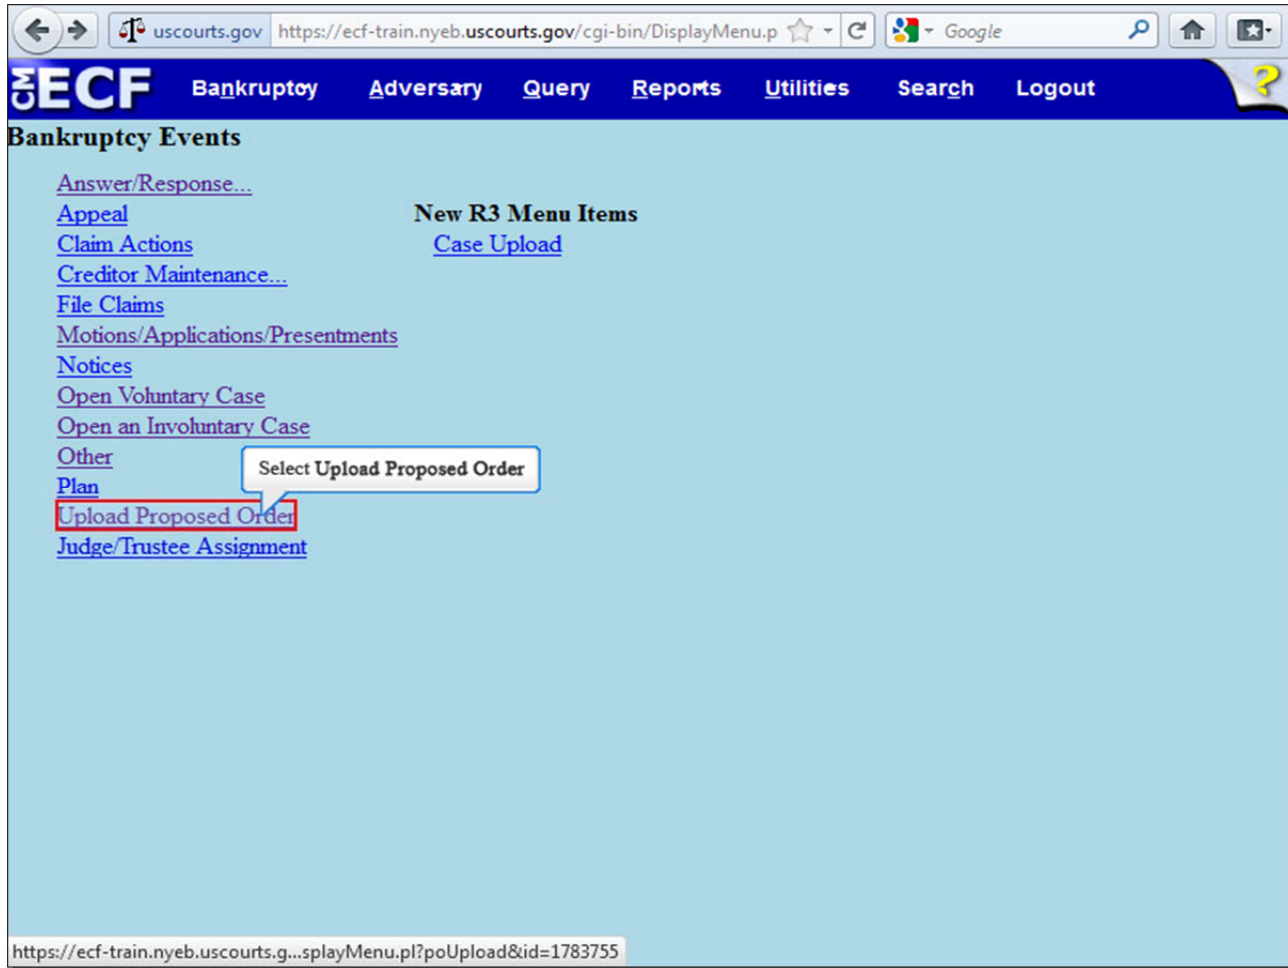 uscourts.gov https://ecf-train.nyeb.uscourts.gov/cgi-bin/DisplayMenu.p Google
CM ECF Bankruptcy Adversary Query Reports Utilities Search Logout ?
Bankruptcy Events
Answer/Response...
Appeal New R3 Menu Items
Claim Actions Case Upload
Creditor Maintenance...
File Claims
Motions/Applications/Presentments
Notices
Open Voluntary Case
Open an Involuntary Case
Other
Select Upload Proposed Order
Plan
Upload Proposed Order
Judge/Trustee Assignment
https://ecf-train.nyeb.uscourts.g...splayMenu.pl?poUpload&id=1783755